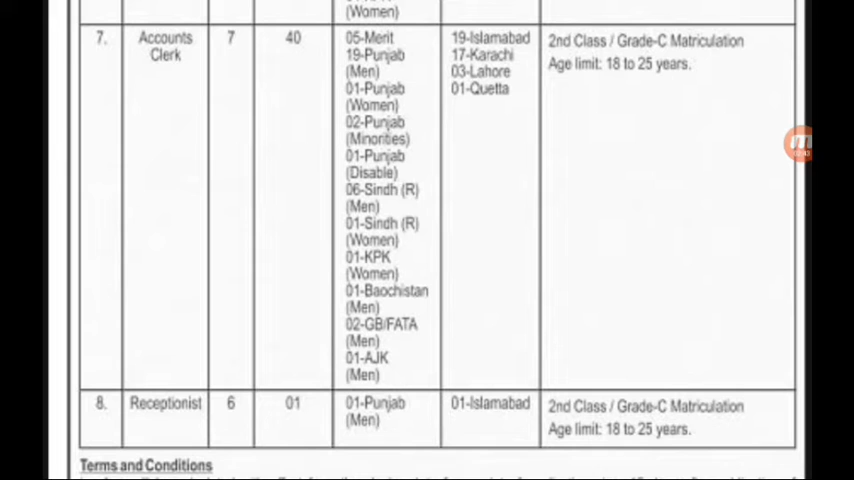 (Women)
7. Accounts Clerk 7 40 05-Merit 19-Islamabad 2nd Class / Grade-C Matriculation
19-Punjab 17-Karachi Age limit: 18 to 25 years.
(Men) 03-Lahore
01-Punjab 01-Quetta
(Women)
02-Punjab
(Minorities)
01-Punjab
(Disable)
06-Sindh (R)
(Men)
01-Sindh (R)
(Women)
01-KPK
(Women)
01-Baochistan
(Men)
02-GB/FATA
(Men)
01-AJK
(Men)
8. Receptionist 6 01 01-Punjab 01-Islamabad 2nd Class / Grade-C Matriculation
(Men) Age limit: 18 to 25 years.
Terms and Conditions